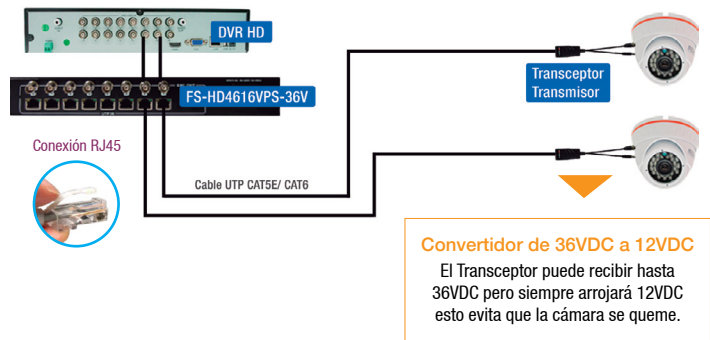 DVR HD
FS-HD4616VPS-36V
Transceptor
Transmisor
Conexión RJ45
Cable UTP CAT5E/ CAT6
Convertidor de 36VDC a 12VDC
El Transceptor puede recibir hasta
36VDC pero siempre arrojará 12VDC
esto evita que la cámara se queme.